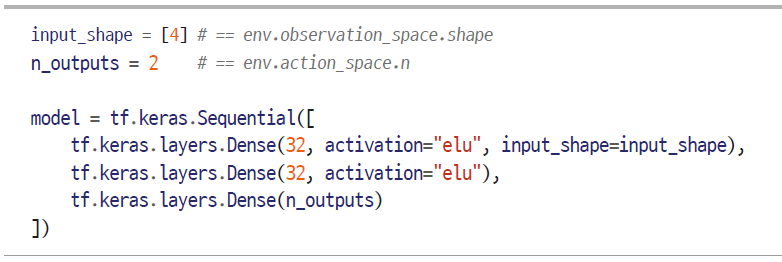 input_shape = [4] # == env.observation_space.shape
n_outputs = 2    # == env.action_space.n

model = tf.keras.Sequential([
    tf.keras.layers.Dense(32, activation="elu", input_shape=input_shape),
    tf.keras.layers.Dense(32, activation="elu"),
    tf.keras.layers.Dense(n_outputs)
])